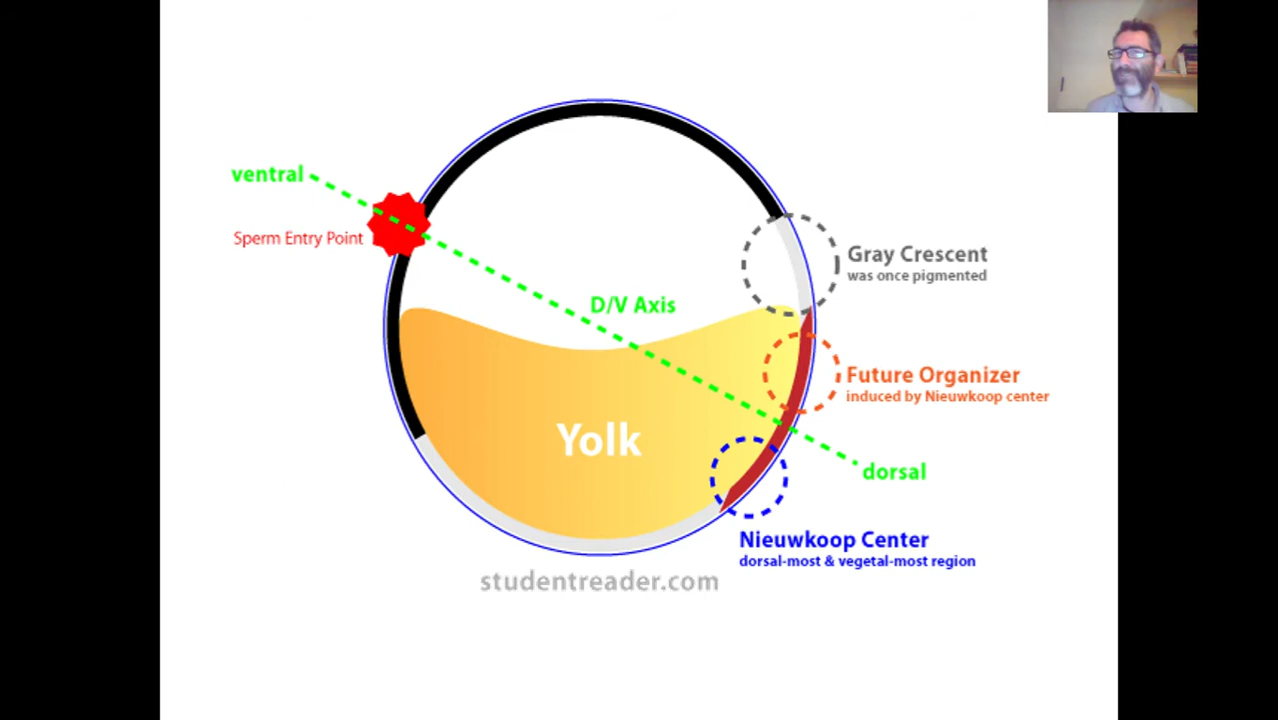 ventral
Sperm Entry Point
D/V Axis
Gray Crescent
was once pigmented
Future Organizer
induced by Nieuwkoop center
Yolk
dorsal
Nieuwkoop Center
dorsal-most & vegetal-most region
studentreader.com